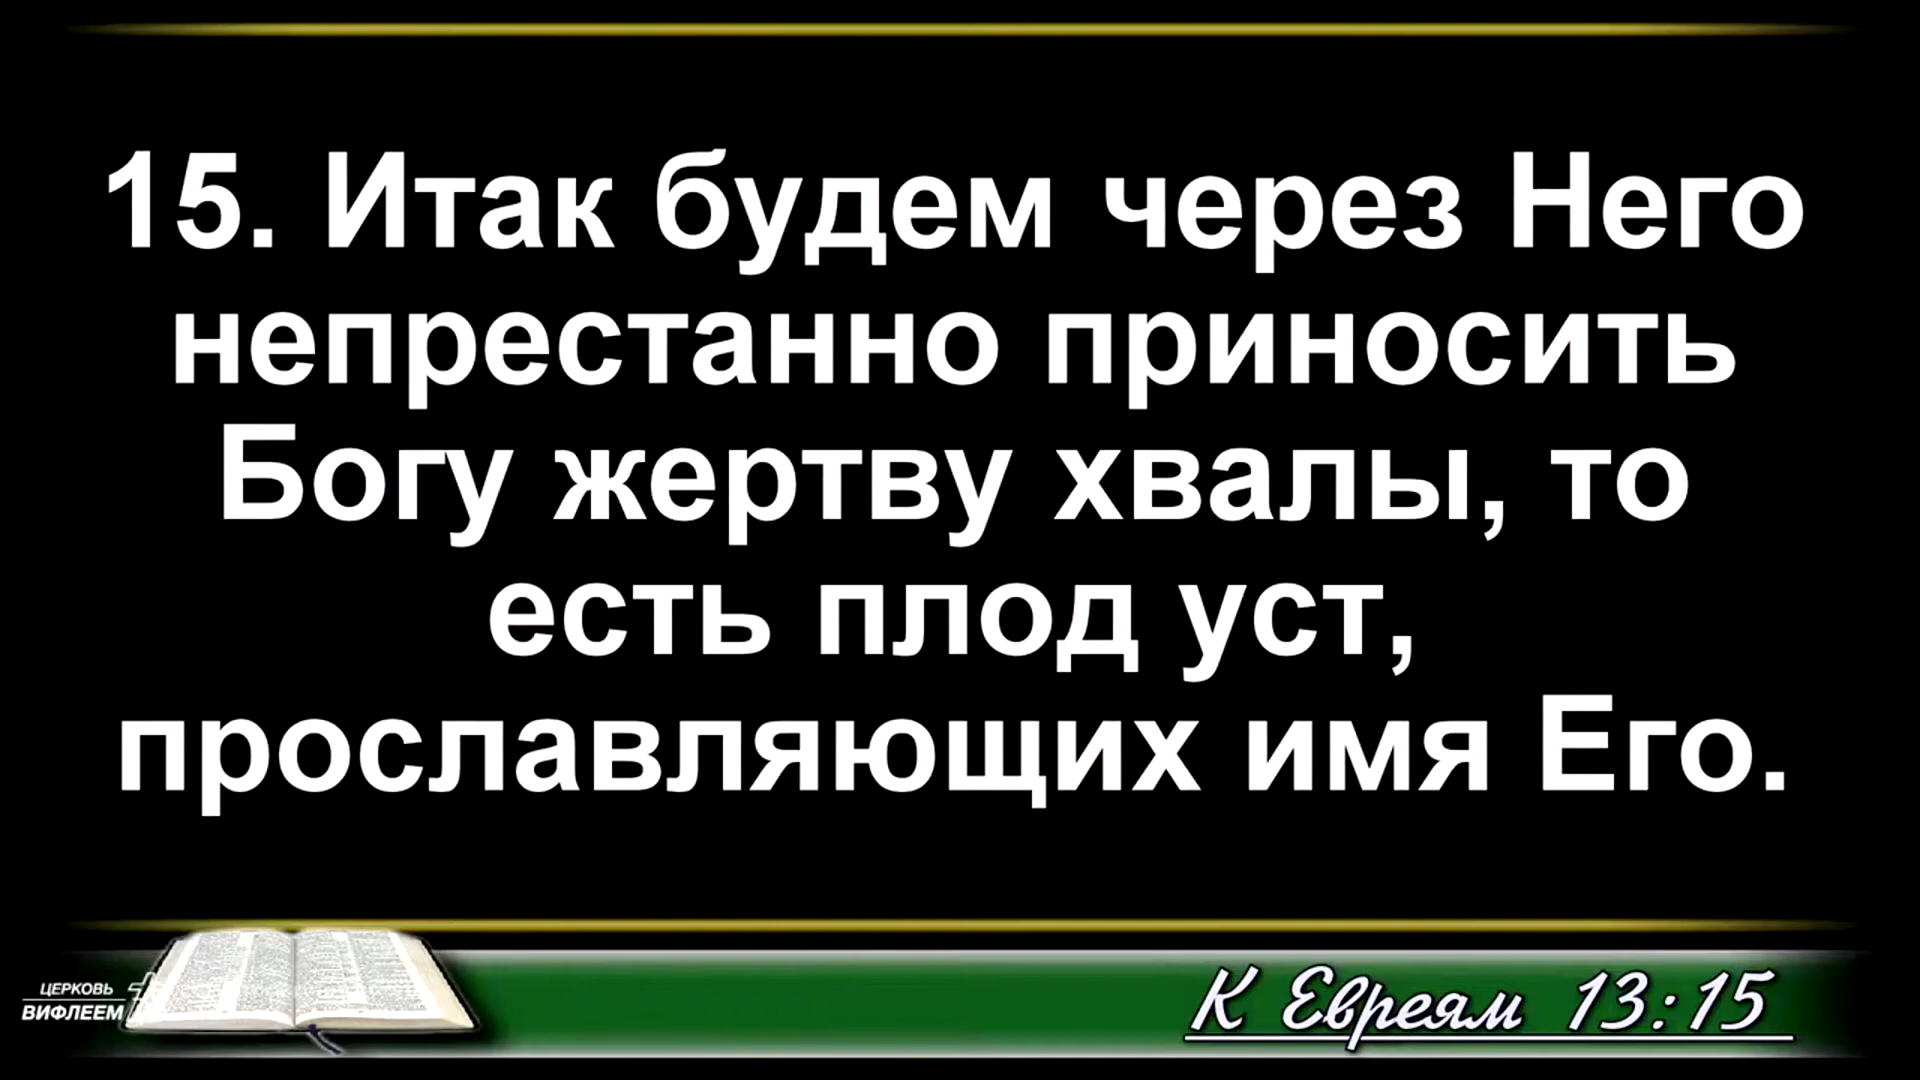 15. Итак будем через Него
непрестанно приносить
Богу жертву хвалы, то
есть плод уст,
прославляющих имя Его.
ЦЕРКОВЬ
ВИФЛЕЕМ
К Евреям 13:15